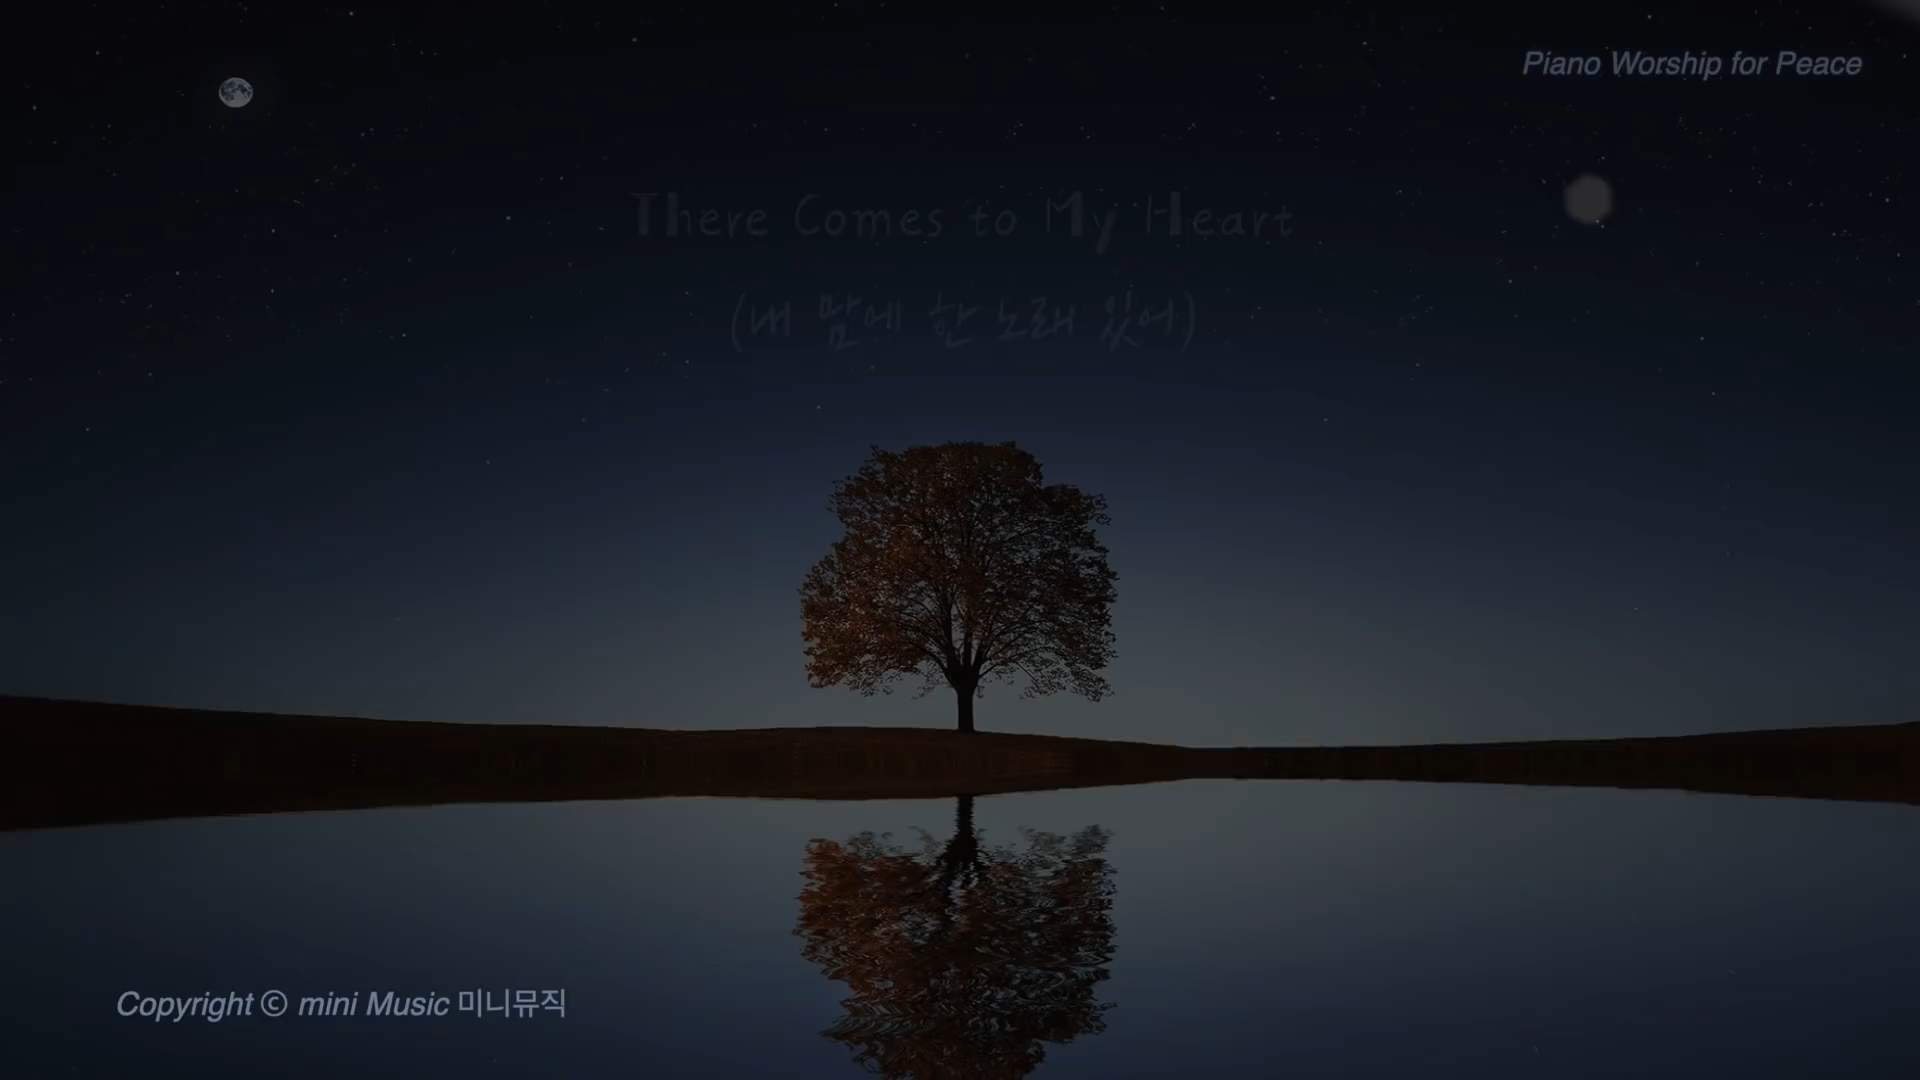 Piano Worship for Peace
There Comes to My Heart
(내 맘에 한 노래 있어)
Copyright © mini Music 미니뮤직